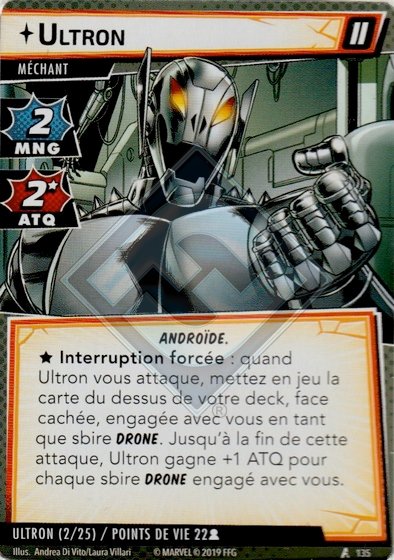 ULTRON
II
MÉCHANT
2
MNG
2
ATQ
ANDROÏDE.
★ Interruption forcée : quand
Ultron vous attaque, mettez en jeu la
carte du dessus de votre deck, face
cachée, engagée avec vous en tant
que sbire DRONE. Jusqu'à la fin de cette
attaque, Ultron gagne +1 ATQ pour
chaque sbire DRONE engagé avec vous.
®
ULTRON (2/25) / POINTS DE VIE 22
Illus. Andrea Di Vito/Laura Villari
© MARVEL © 2019 FFG
135